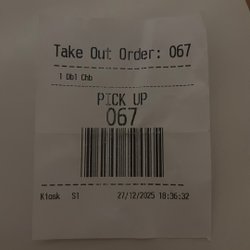 Take Out Order: 067
1 Dbl Chb
PICK UP
067
Kiosk S1 27/12/2025 18:36:32